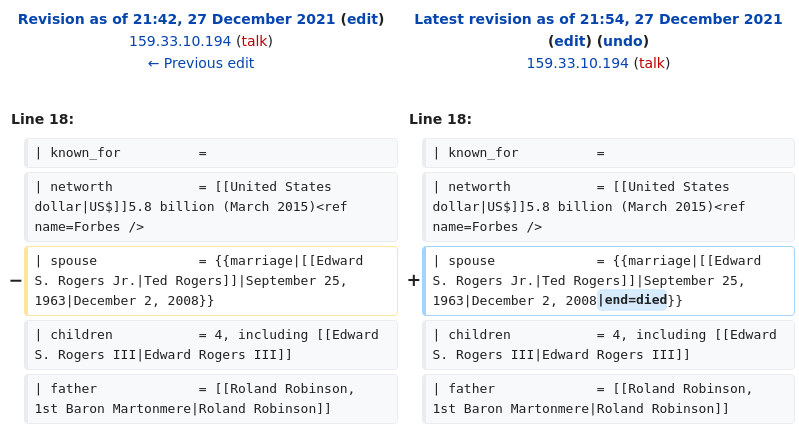 Revision as of 21:42, 27 December 2021 (edit)
159.33.10.194 (talk)
← Previous edit
Latest revision as of 21:54, 27 December 2021
(edit) (undo)
159.33.10.194 (talk)
Line 18:
Line 18:
| known_for          =
| known_for          =
| networth           = [[United States
dollar|US$]]5.8 billion (March 2015)<ref
name=Forbes />
| networth           = [[United States
dollar|US$]]5.8 billion (March 2015)<ref
name=Forbes />
−
| spouse             = {{marriage|[[Edward
S. Rogers Jr.|Ted Rogers]]|September 25,
1963|December 2, 2008}}
+
| spouse             = {{marriage|[[Edward
S. Rogers Jr.|Ted Rogers]]|September 25,
1963|December 2, 2008|end=died}}
| children           = 4, including [[Edward
S. Rogers III|Edward Rogers III]]
| children           = 4, including [[Edward
S. Rogers III|Edward Rogers III]]
| father             = [[Roland Robinson,
1st Baron Martonmere|Roland Robinson]]
| father             = [[Roland Robinson,
1st Baron Martonmere|Roland Robinson]]